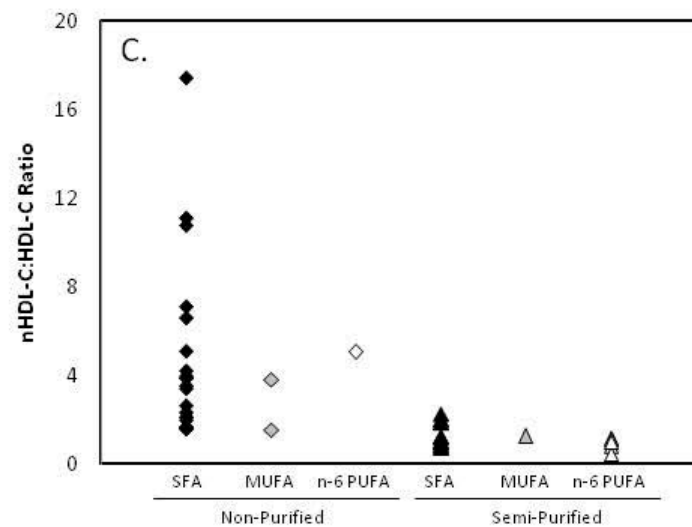 C.
nHDL-C:HDL-C Ratio
20
16
12
8
4
0
SFA MUFA n-6 PUFA SFA MUFA n-6 PUFA
Non-Purified Semi-Purified